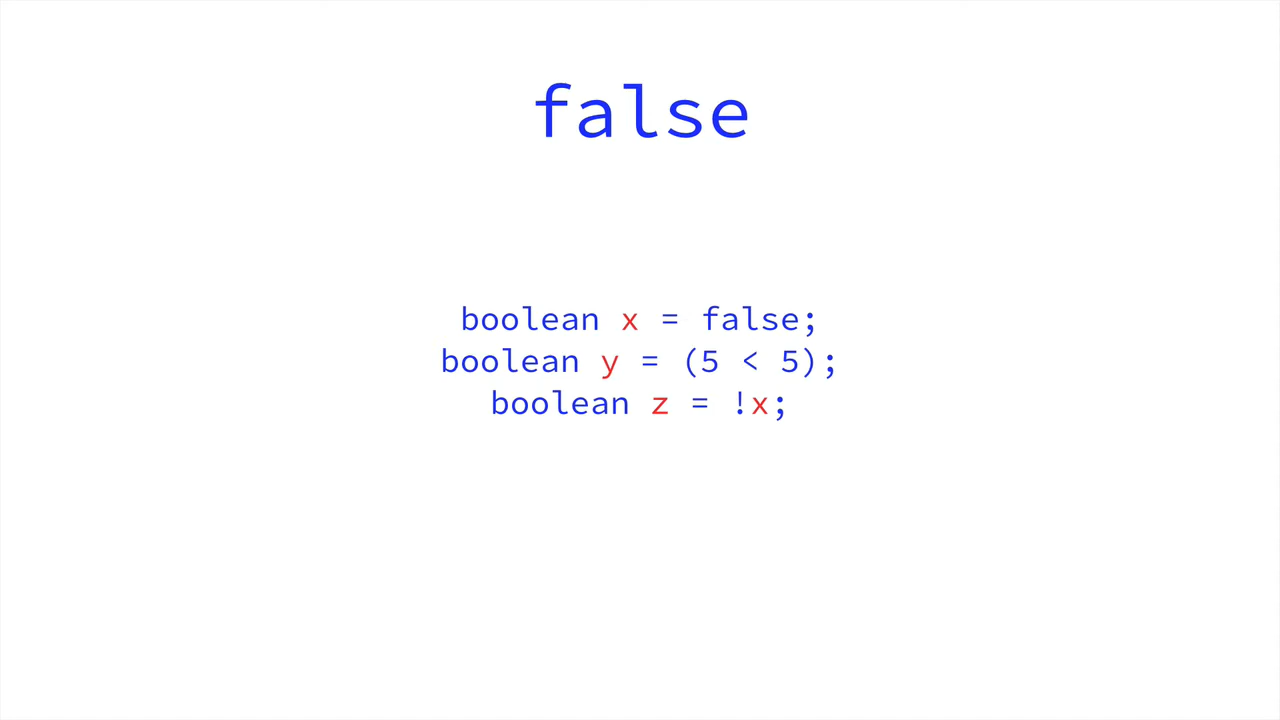 false
boolean x = false;
boolean y = (5 < 5);
boolean z = !x;